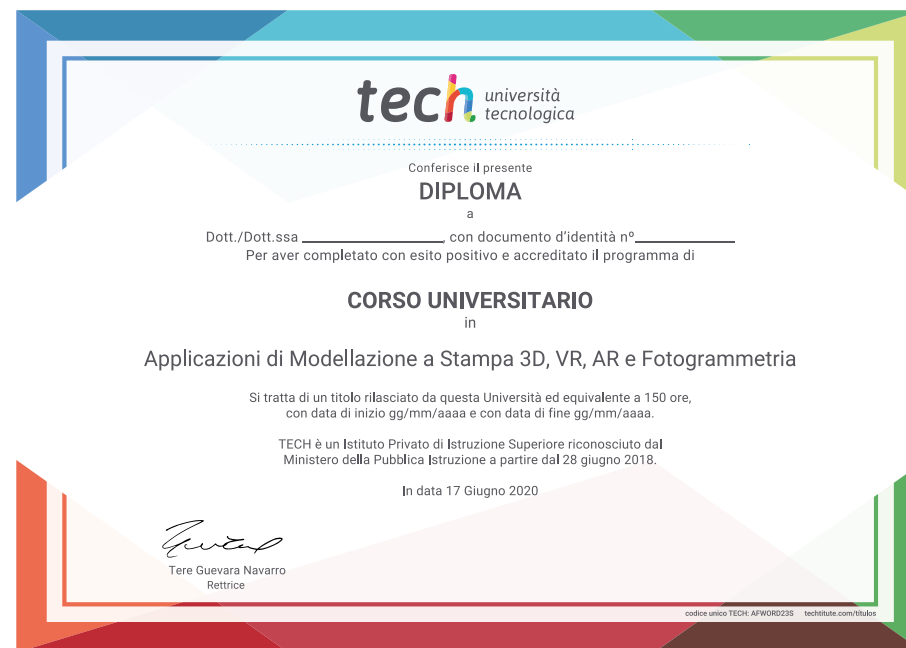 tech università
tecnologica
Conferisce il presente
DIPLOMA
a
Dott./Dott.ssa ________________, con documento d'identità nº____________
Per aver completato con esito positivo e accreditato il programma di
CORSO UNIVERSITARIO
in
Applicazioni di Modellazione a Stampa 3D, VR, AR e Fotogrammetria
Si tratta di un titolo rilasciato da questa Università ed equivalente a 150 ore,
con data di inizio gg/mm/aaaa e con data di fine gg/mm/aaaa.
TECH è un Istituto Privato di Istruzione Superiore riconosciuto dal
Ministero della Pubblica Istruzione a partire dal 28 giugno 2018.
In data 17 Giugno 2020
Tere Guevara Navarro
Rettrice
codice unico TECH: AFWORD23S techtitute.com/títulos